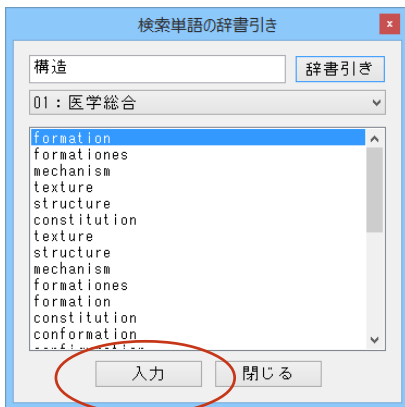 検索単語の辞書引き
構造
辞書引き
01：医学総合
formation
formationes
mechanism
texture
structure
constitution
texture
structure
mechanism
formationes
formation
constitution
conformation
入力
閉じる